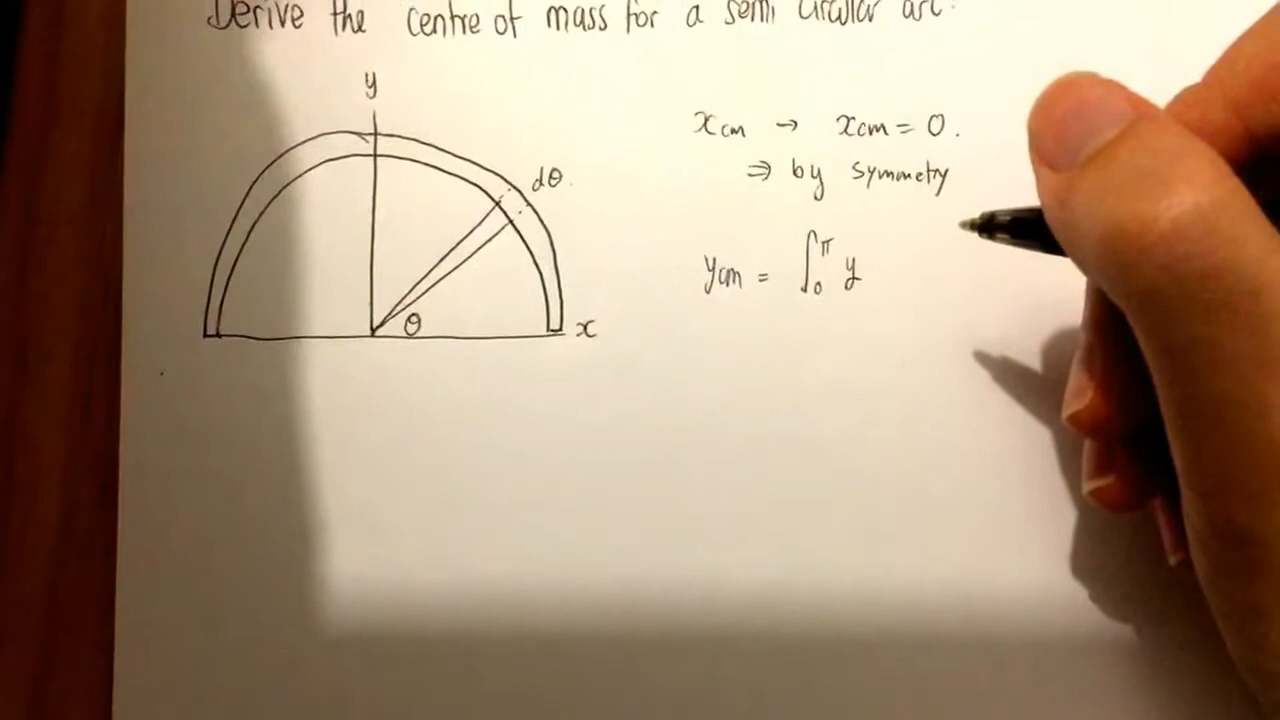 Derive the centre of mass for a semi circular arc.
y
xcm → xcm = 0.
⇒ by symmetry
dθ.
ycm = ∫₀^π y
θ
x